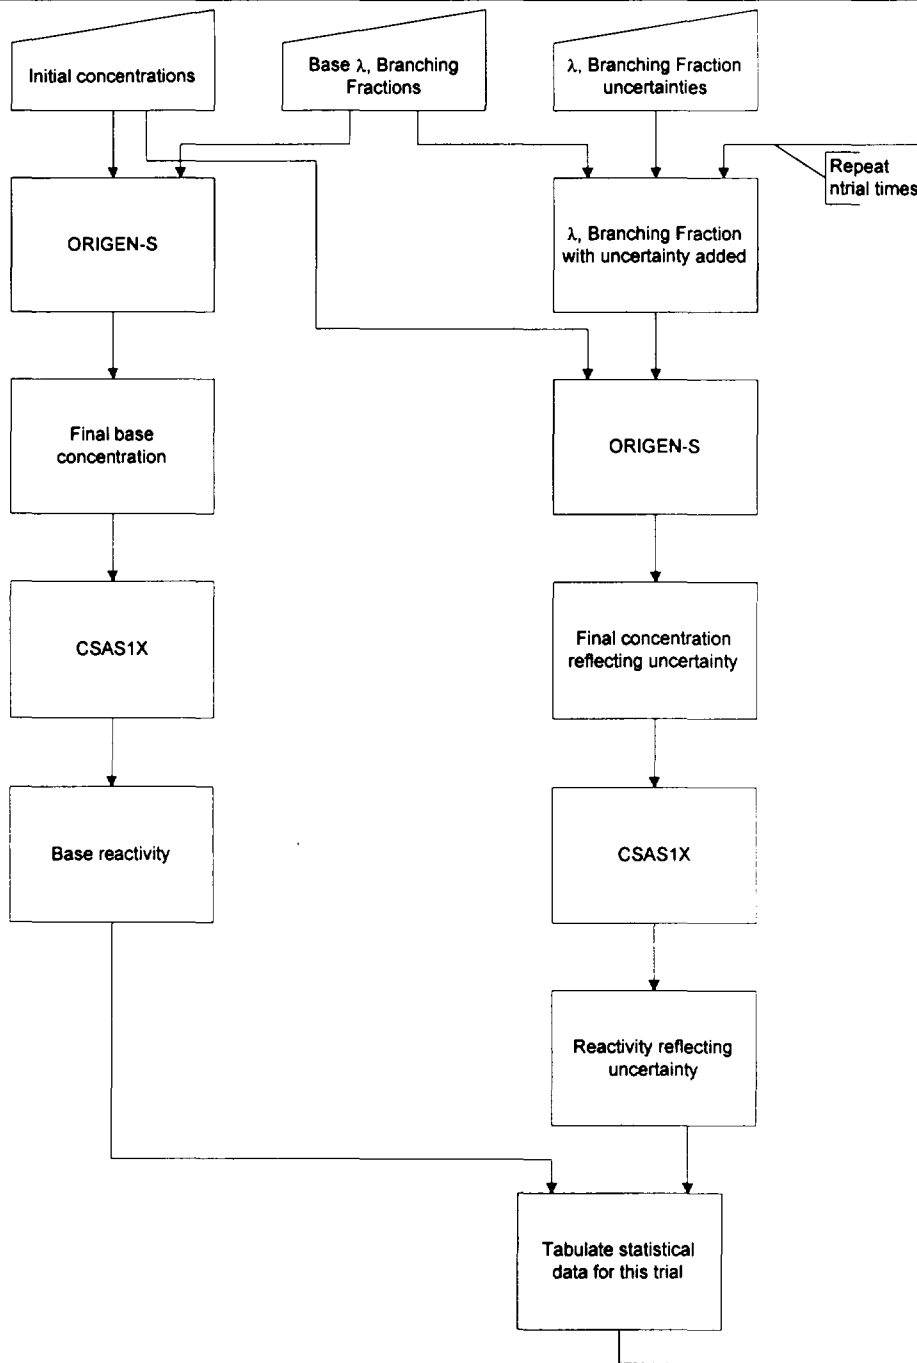 Initial concentrations
Base λ, Branching
Fractions
λ, Branching Fraction
uncertainties
Repeat
ntrial times
ORIGEN-S
λ, Branching Fraction
with uncertainty added
Final base
concentration
ORIGEN-S
CSAS1X
Final concentration
reflecting uncertainty
Base reactivity
CSAS1X
Reactivity reflecting
uncertainty
Tabulate statistical
data for this trial